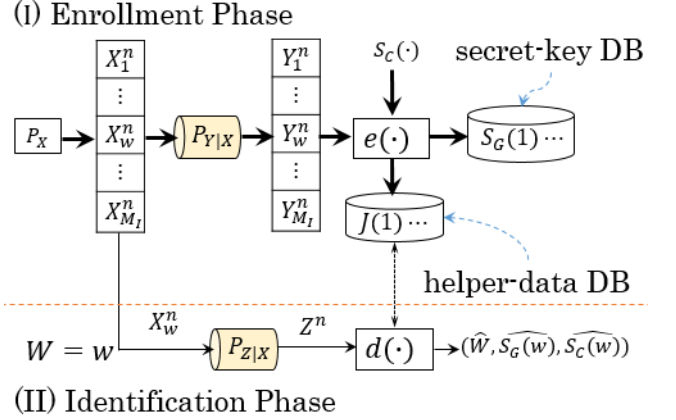 (I) Enrollment Phase
X_1^n
⋮
X_w^n
⋮
X_{M_I}^n
Y_1^n
⋮
Y_w^n
⋮
Y_{M_I}^n
S_C(·)
secret-key DB
P_X
P_{Y|X}
e(·)
S_G(1) ⋯
J(1) ⋯
helper-data DB
X_w^n
Z^n
W = w
P_{Z|X}
d(·)
(\widehat{W}, \widehat{S_G(w)}, \widehat{S_C(w)})
(II) Identification Phase